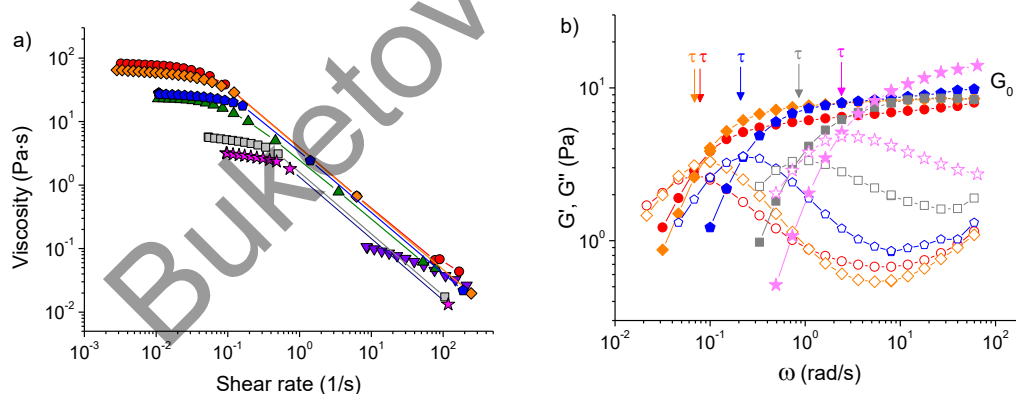 a)
10²
10¹
10⁰
10⁻¹
10⁻²
Viscosity (Pa·s)
10⁻³
10⁻²
10⁻¹
10⁰
10¹
10²
Shear rate (1/s)
Buketov
b)
τ
τ
τ
τ
τ
G₀
10¹
10⁰
G', G'' (Pa)
10⁻²
10⁻¹
10⁰
10¹
10²
ω (rad/s)